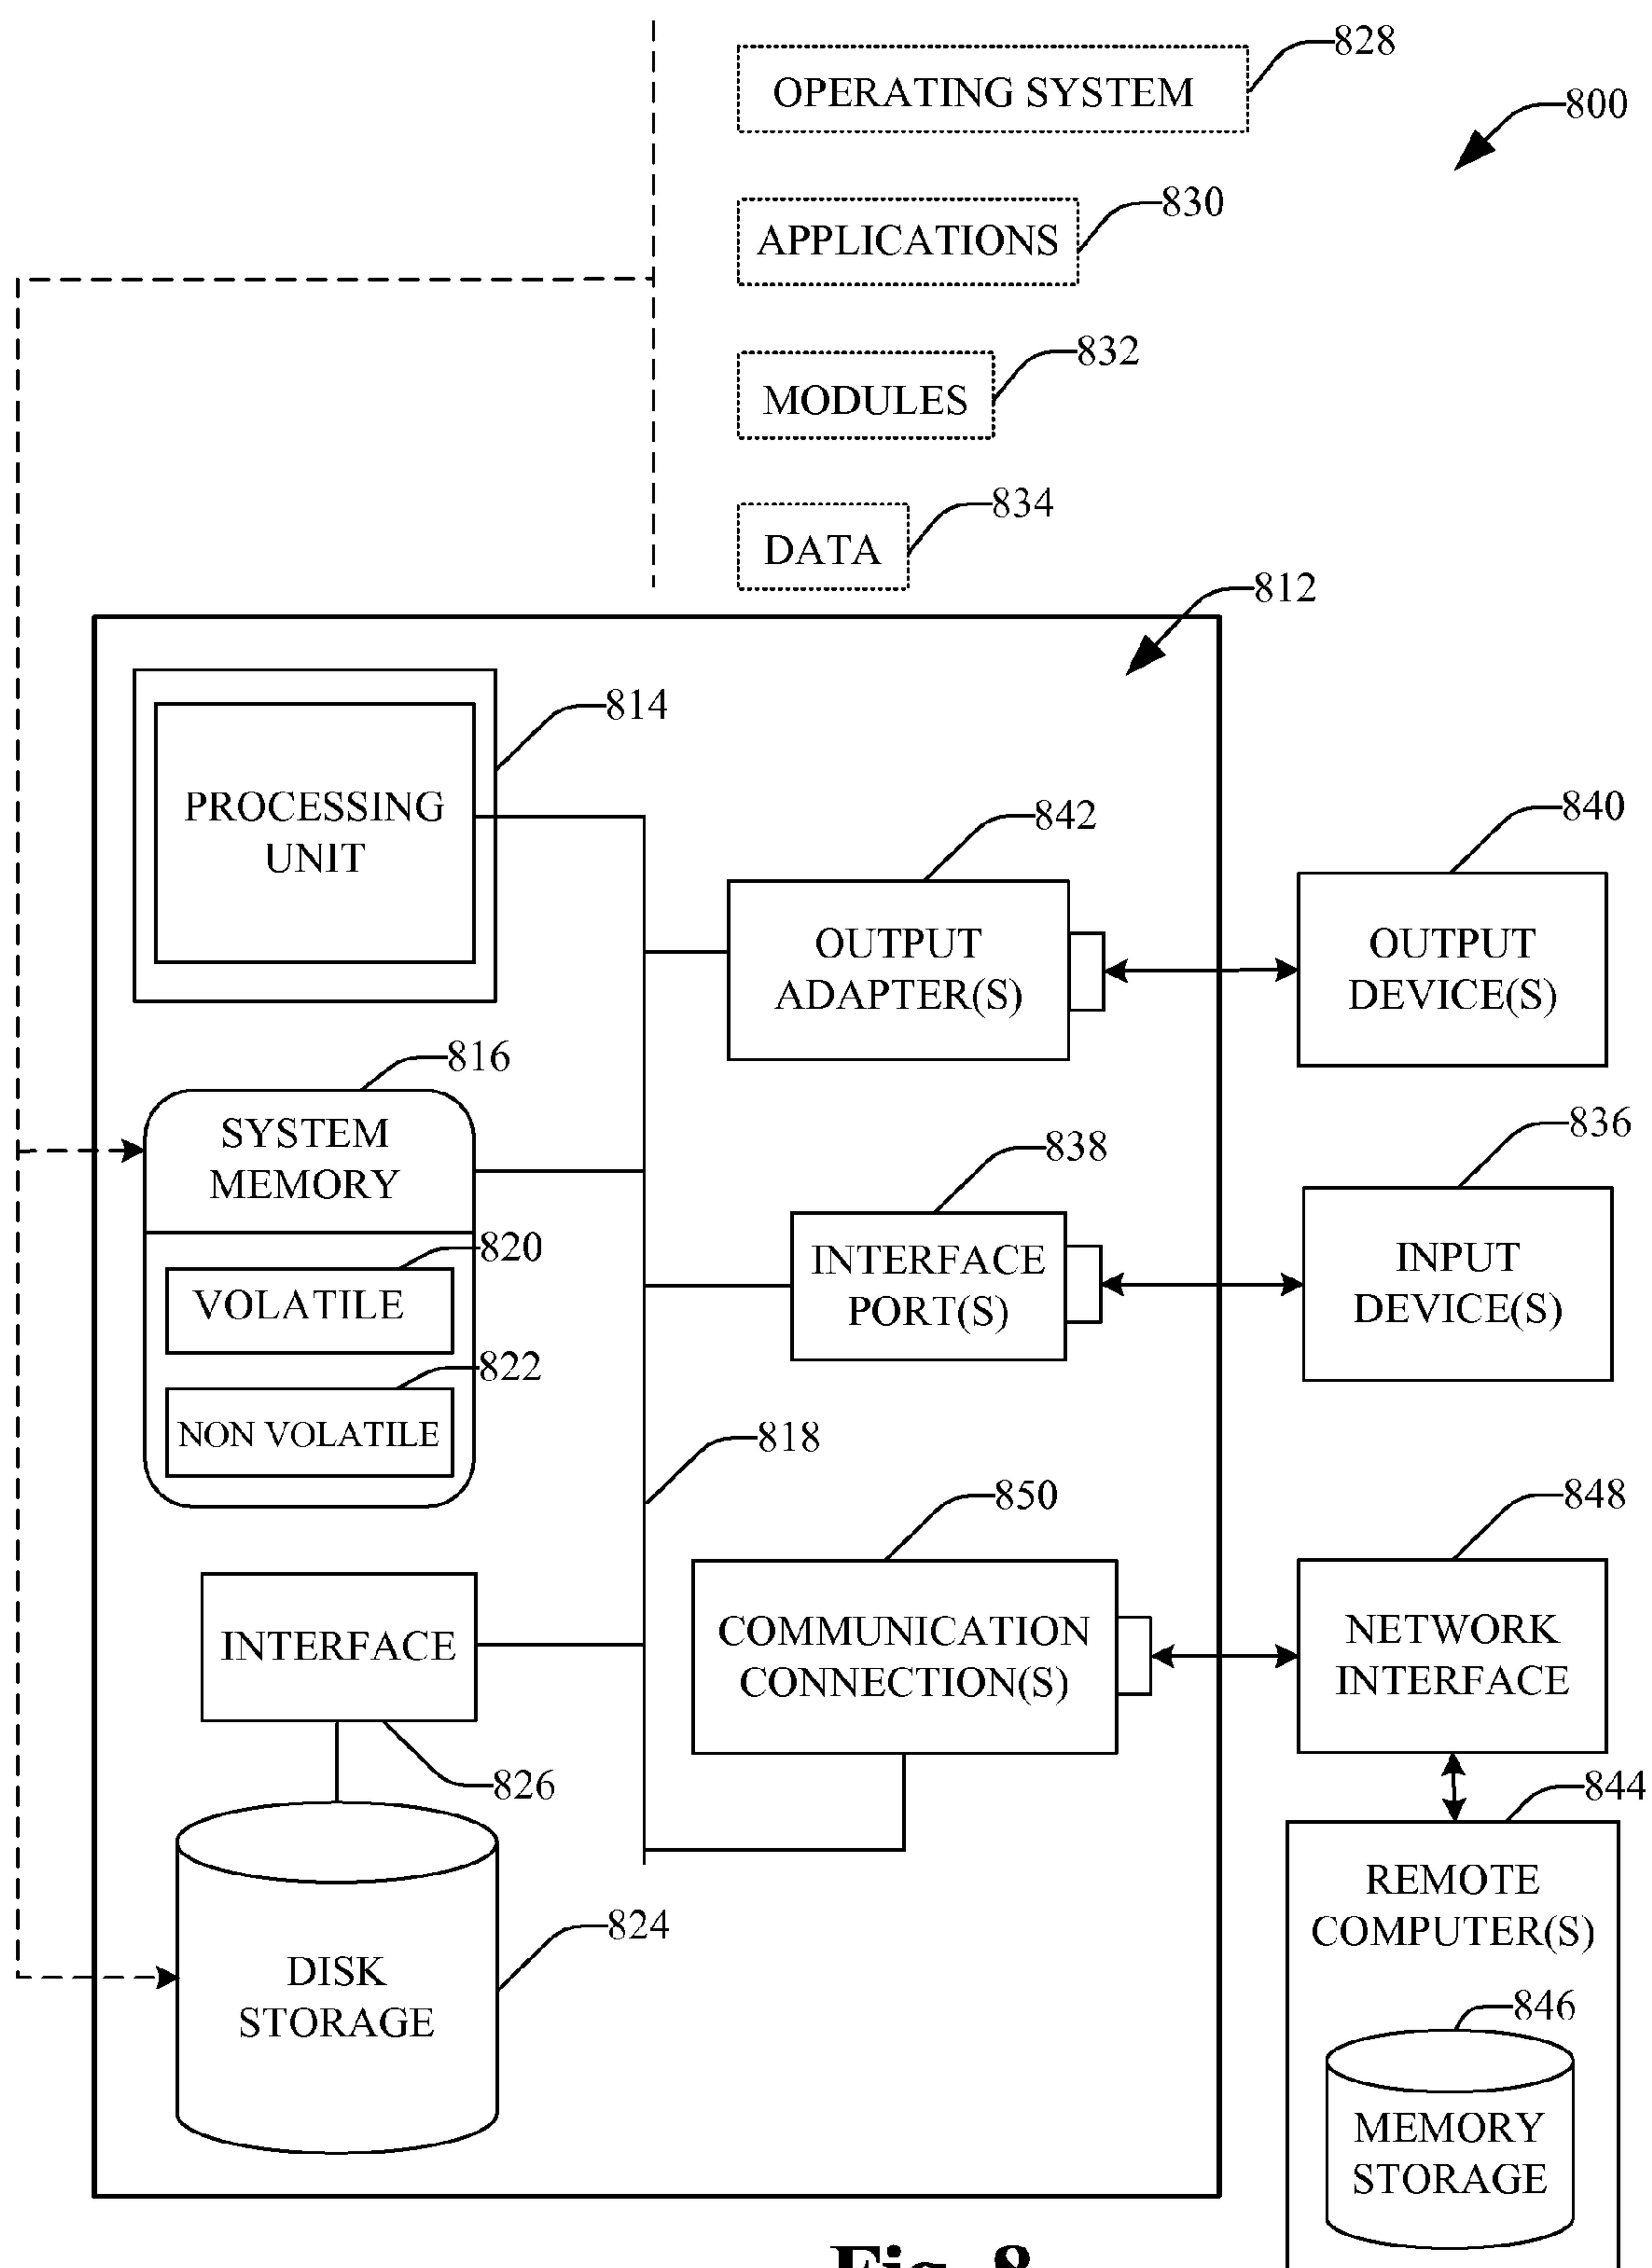 828
OPERATING SYSTEM
800
830
APPLICATIONS
832
MODULES
834
DATA
812
814
PROCESSING
UNIT
842
840
OUTPUT
ADAPTER(S)
OUTPUT
DEVICE(S)
816
SYSTEM
MEMORY
838
836
820
VOLATILE
INTERFACE
PORT(S)
INPUT
DEVICE(S)
822
NON VOLATILE
818
850
848
INTERFACE
COMMUNICATION
CONNECTION(S)
NETWORK
INTERFACE
826
844
REMOTE
COMPUTER(S)
824
DISK
STORAGE
846
MEMORY
STORAGE
Fig. 8